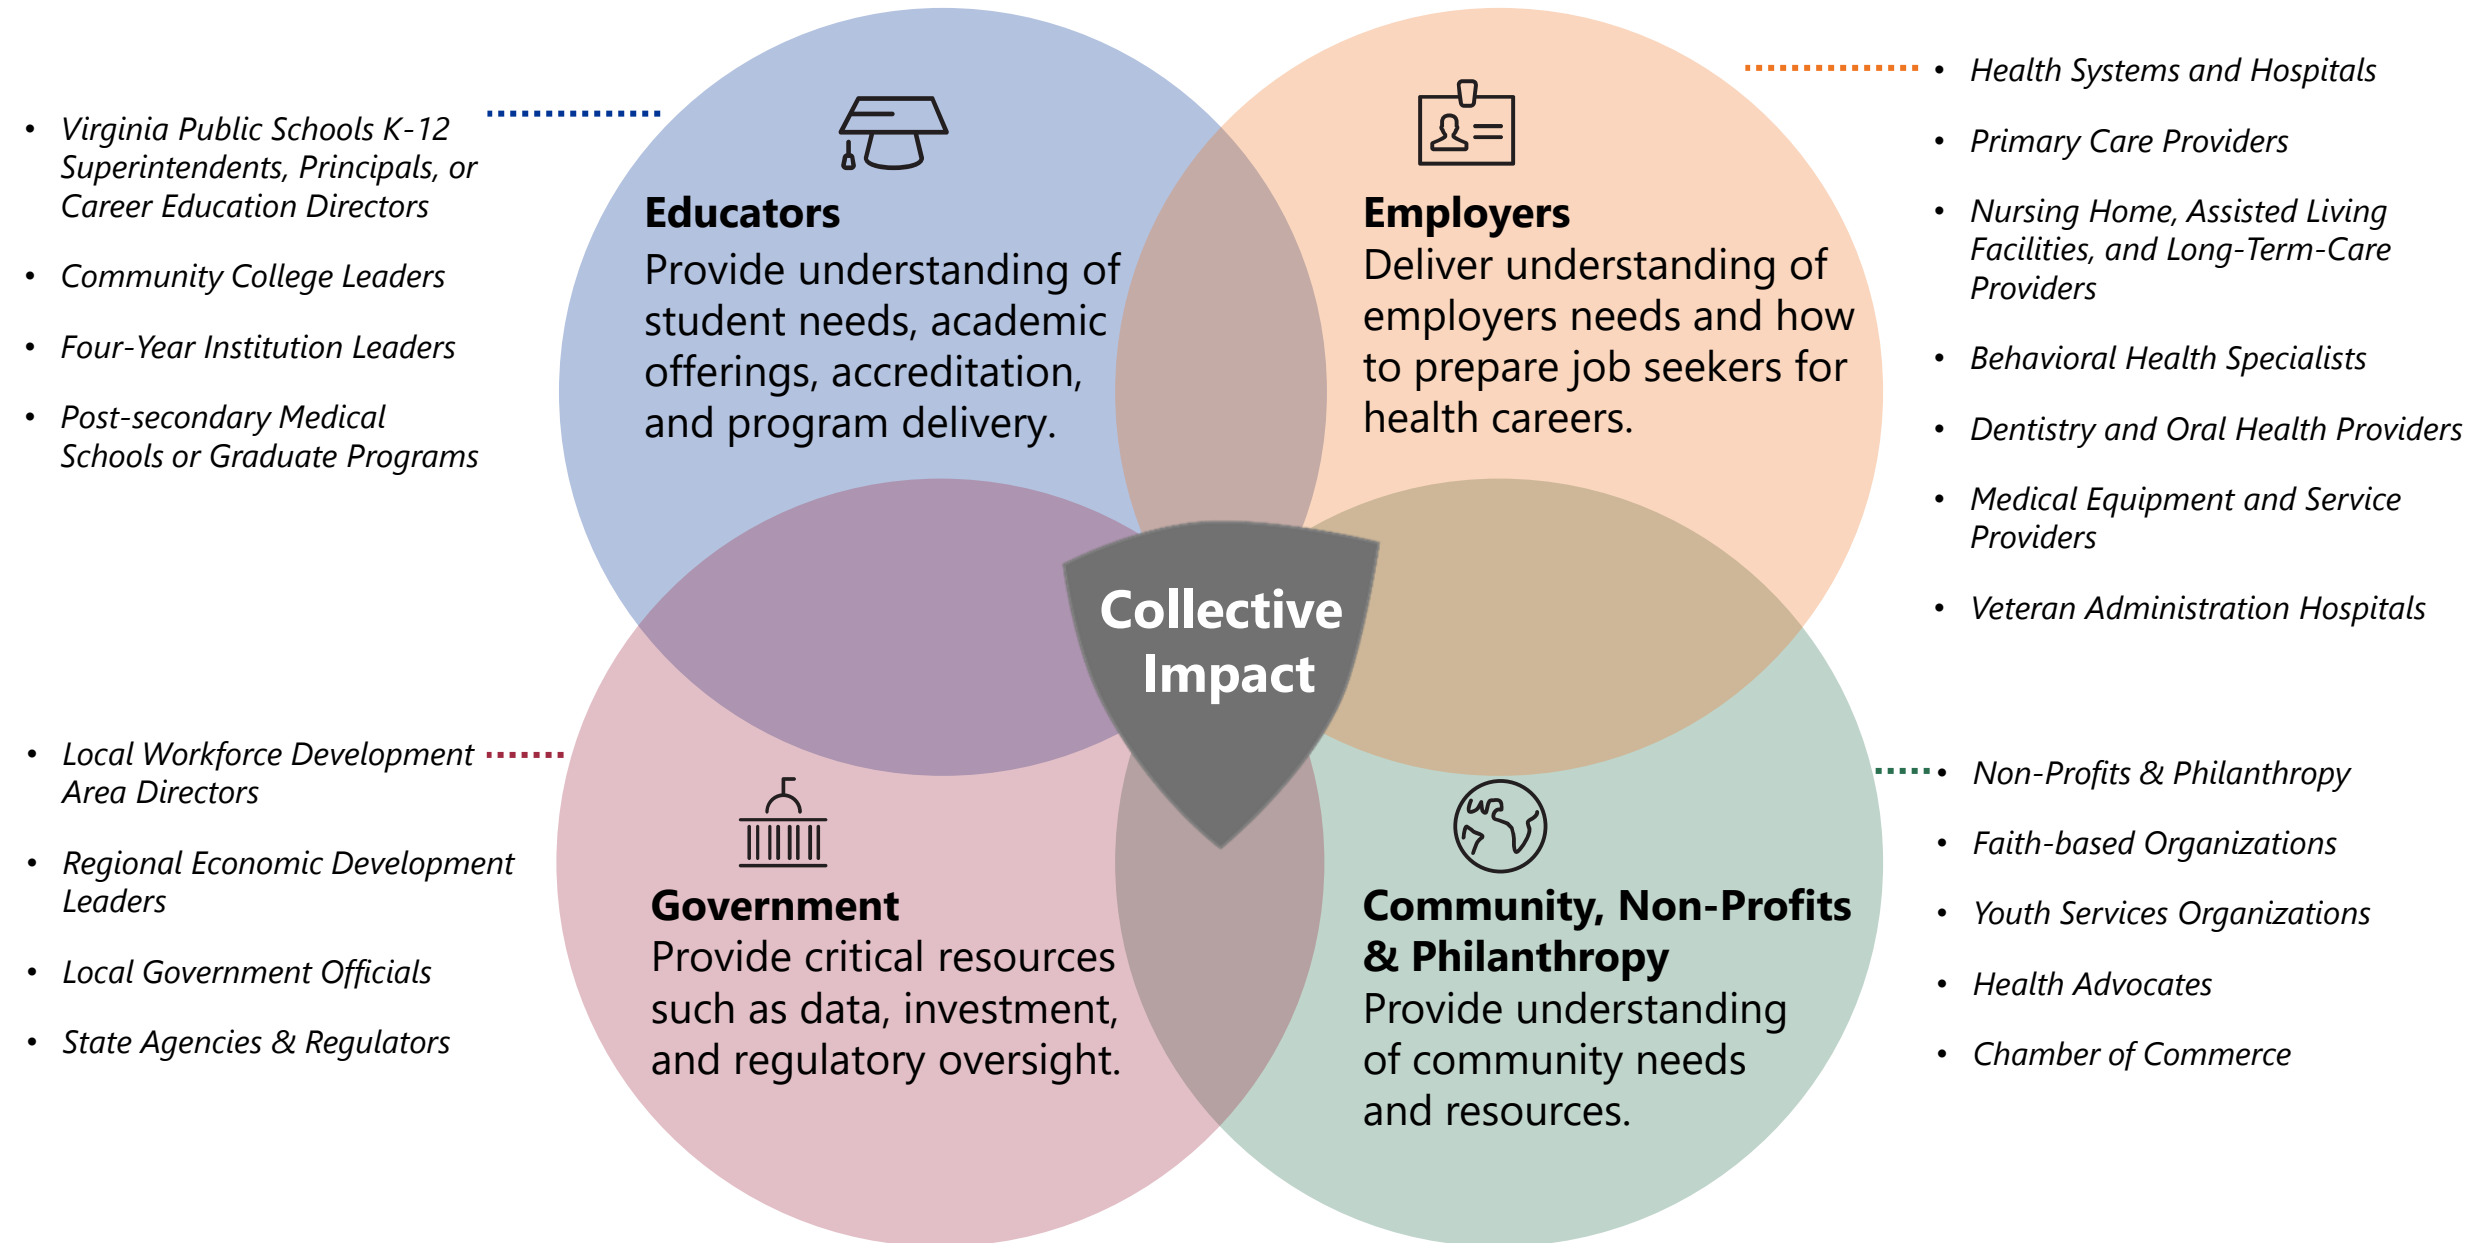 • Virginia Public Schools K-12
Superintendents, Principals, or
Career Education Directors
• Community College Leaders
• Four-Year Institution Leaders
• Post-secondary Medical
Schools or Graduate Programs
Educators
Provide understanding of
student needs, academic
offerings, accreditation,
and program delivery.
Employers
Deliver understanding of
employers needs and how
to prepare job seekers for
health careers.
• Health Systems and Hospitals
• Primary Care Providers
• Nursing Home, Assisted Living
Facilities, and Long-Term-Care
Providers
• Behavioral Health Specialists
• Dentistry and Oral Health Providers
• Medical Equipment and Service
Providers
• Veteran Administration Hospitals
Collective
Impact
• Local Workforce Development
Area Directors
• Regional Economic Development
Leaders
• Local Government Officials
• State Agencies & Regulators
Government
Provide critical resources
such as data, investment,
and regulatory oversight.
Community, Non-Profits
& Philanthropy
Provide understanding
of community needs
and resources.
• Non-Profits & Philanthropy
• Faith-based Organizations
• Youth Services Organizations
• Health Advocates
• Chamber of Commerce